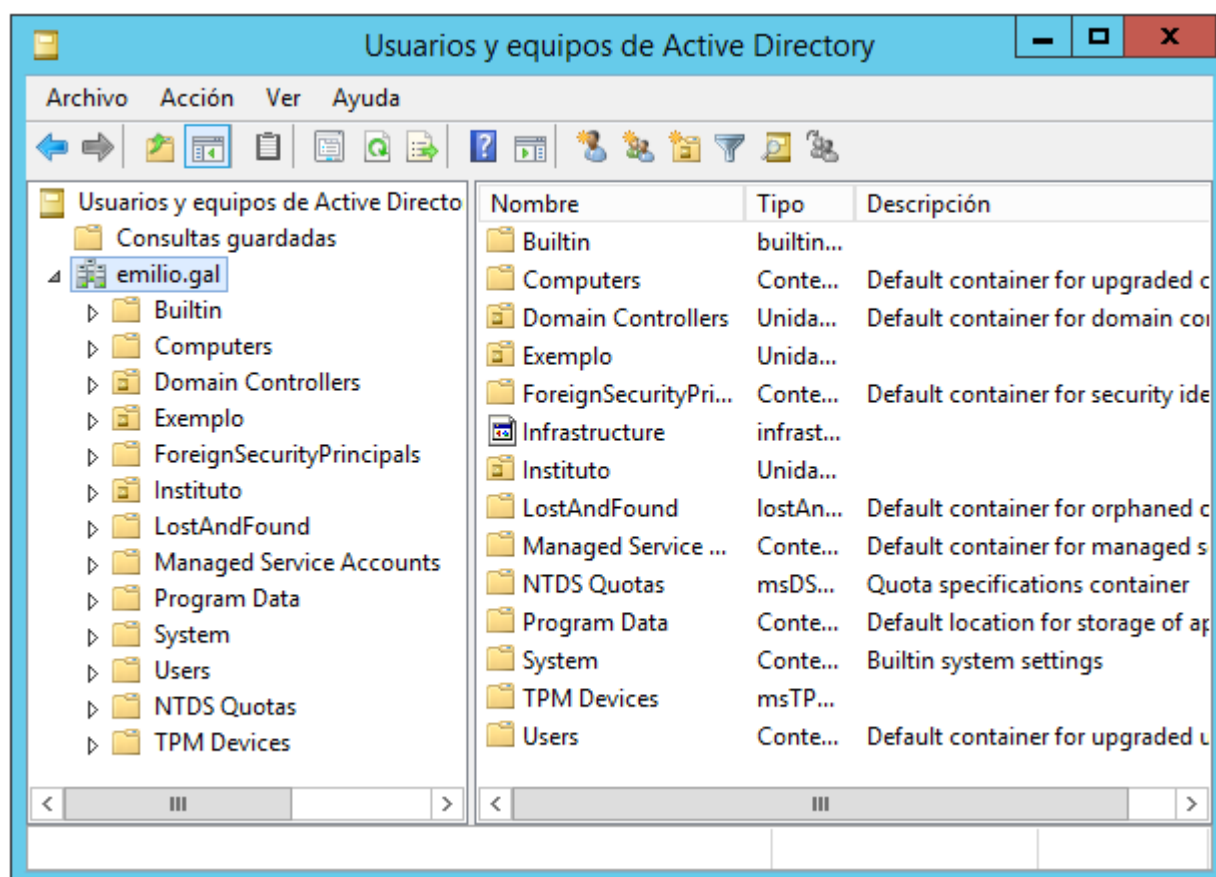 Usuarios y equipos de Active Directory
Archivo Acción Ver Ayuda
Usuarios y equipos de Active Directo
Consultas guardadas
emilio.gal
Builtin
Computers
Domain Controllers
Exemplo
ForeignSecurityPrincipals
Instituto
LostAndFound
Managed Service Accounts
Program Data
System
Users
NTDS Quotas
TPM Devices
Nombre Tipo Descripción
Builtin builtin...
Computers Conte... Default container for upgraded c
Domain Controllers Unida... Default container for domain con
Exemplo Unida...
ForeignSecurityPri... Conte... Default container for security ide
Infrastructure infrast...
Instituto Unida...
LostAndFound lostAn... Default container for orphaned c
Managed Service ... Conte... Default container for managed s
NTDS Quotas msDS... Quota specifications container
Program Data Conte... Default location for storage of ap
System Conte... Builtin system settings
TPM Devices msTP...
Users Conte... Default container for upgraded u